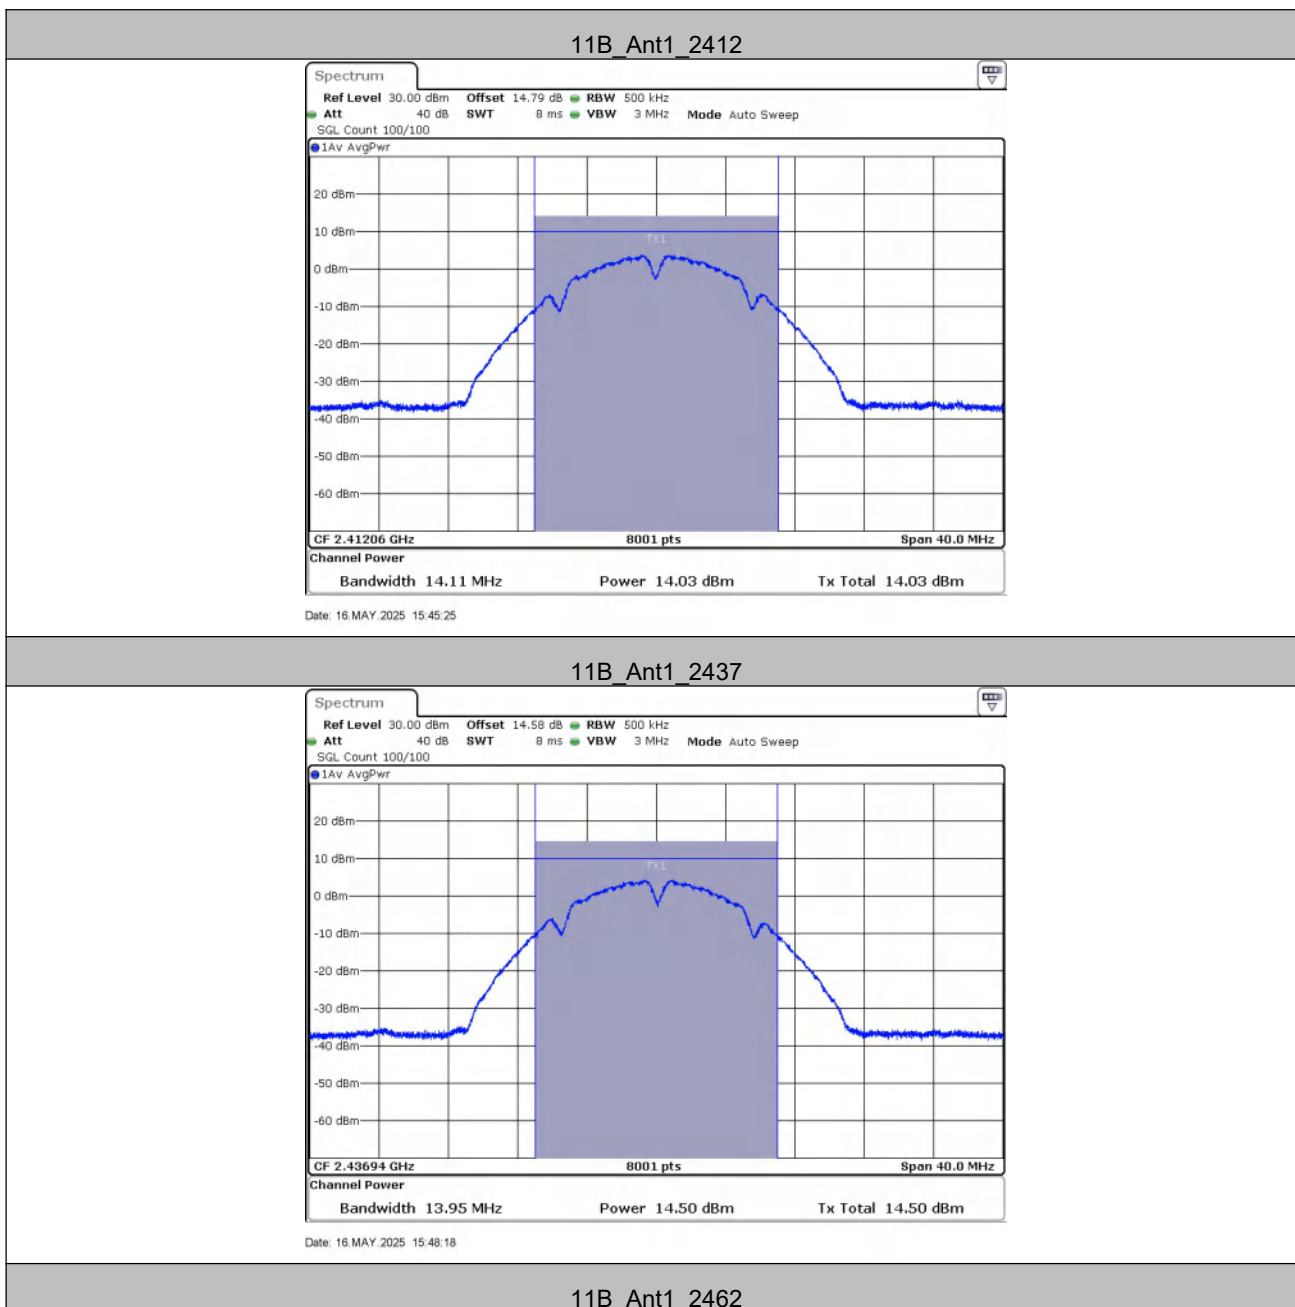 11B_Ant1_2412
Spectrum
Ref Level 30.00 dBm Offset 14.79 dB RBW 500 kHz
Att 40 dB SWT 8 ms VBW 3 MHz Mode Auto Sweep
SGL Count 100/100
1Av AvgPwr
20 dBm
10 dBm
TX1
0 dBm
-10 dBm
-20 dBm
-30 dBm
-40 dBm
-50 dBm
-60 dBm
CF 2.41206 GHz 8001 pts Span 40.0 MHz
Channel Power
Bandwidth 14.11 MHz Power 14.03 dBm Tx Total 14.03 dBm
Date: 16.MAY.2025 15:45:25
11B_Ant1_2437
Spectrum
Ref Level 30.00 dBm Offset 14.58 dB RBW 500 kHz
Att 40 dB SWT 8 ms VBW 3 MHz Mode Auto Sweep
SGL Count 100/100
1Av AvgPwr
20 dBm
10 dBm
TX1
0 dBm
-10 dBm
-20 dBm
-30 dBm
-40 dBm
-50 dBm
-60 dBm
CF 2.43694 GHz 8001 pts Span 40.0 MHz
Channel Power
Bandwidth 13.95 MHz Power 14.50 dBm Tx Total 14.50 dBm
Date: 16.MAY.2025 15:48:18
11B_Ant1_2462